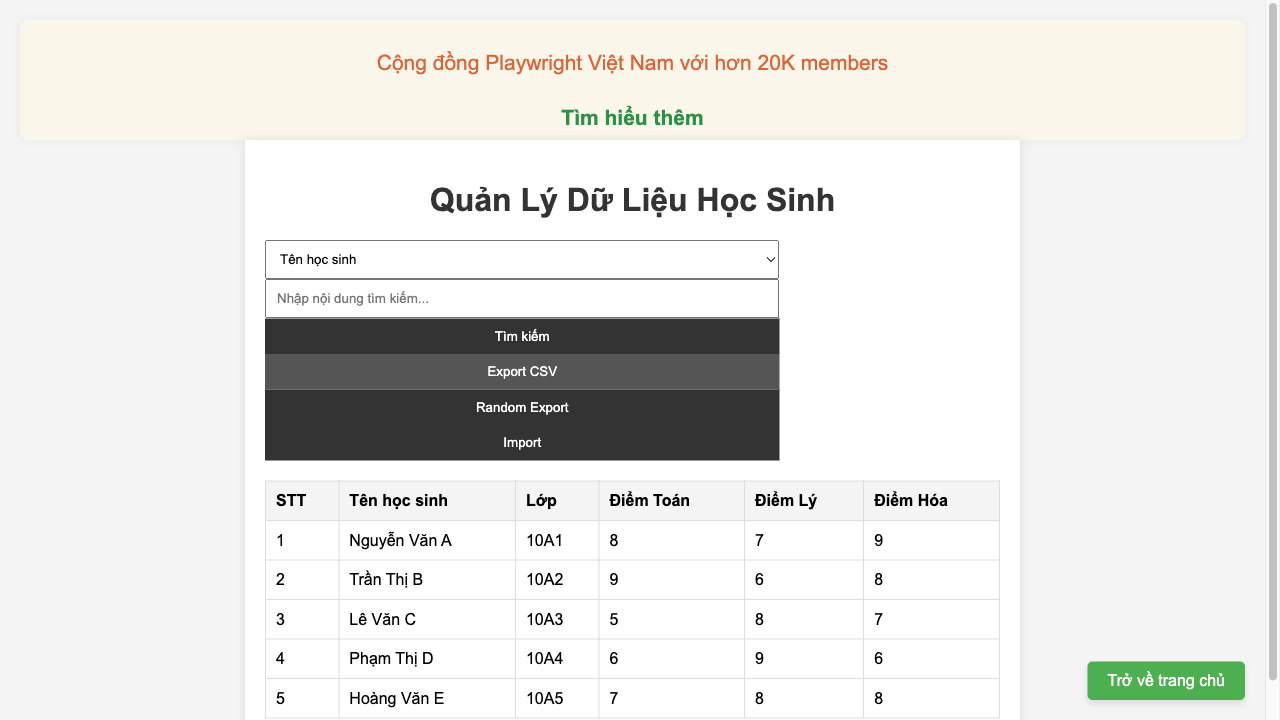 Cộng đồng Playwright Việt Nam với hơn 20K members
Tìm hiểu thêm
Quản Lý Dữ Liệu Học Sinh
Tên học sinh
Nhập nội dung tìm kiếm...
Tìm kiếm
Export CSV
Random Export
Import
STT Tên học sinh Lớp Điểm Toán Điểm Lý Điểm Hóa
1 Nguyễn Văn A 10A1 8 7 9
2 Trần Thị B 10A2 9 6 8
3 Lê Văn C 10A3 5 8 7
4 Phạm Thị D 10A4 6 9 6
5 Hoàng Văn E 10A5 7 8 8
Trở về trang chủ